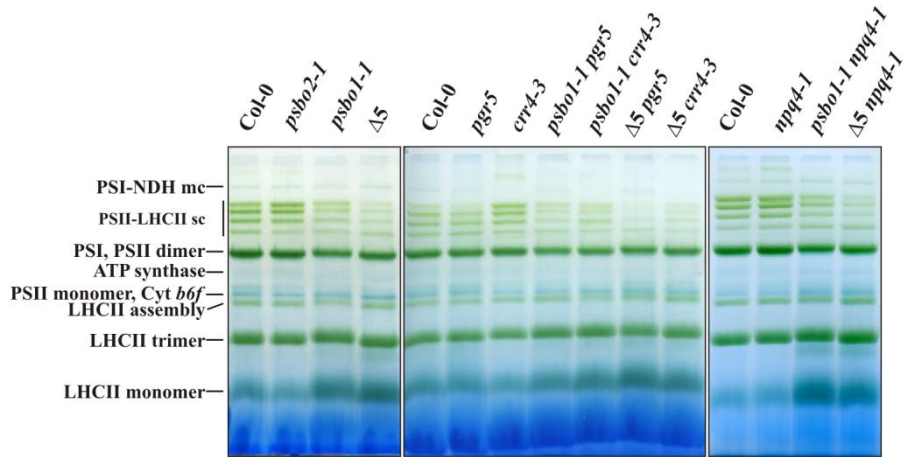 Col-0
psbo2-1
psbo1-1
Δ5
Col-0
pgr5
crr4-3
psbo1-1 pgr5
psbo1-1 crr4-3
Δ5 pgr5
Δ5 crr4-3
Col-0
npq4-1
psbo1-1 npq4-1
Δ5 npq4-1
PSI-NDH mc
PSII-LHCII sc
PSI, PSII dimer
ATP synthase
PSII monomer, Cyt b6f
LHCII assembly
LHCII trimer
LHCII monomer